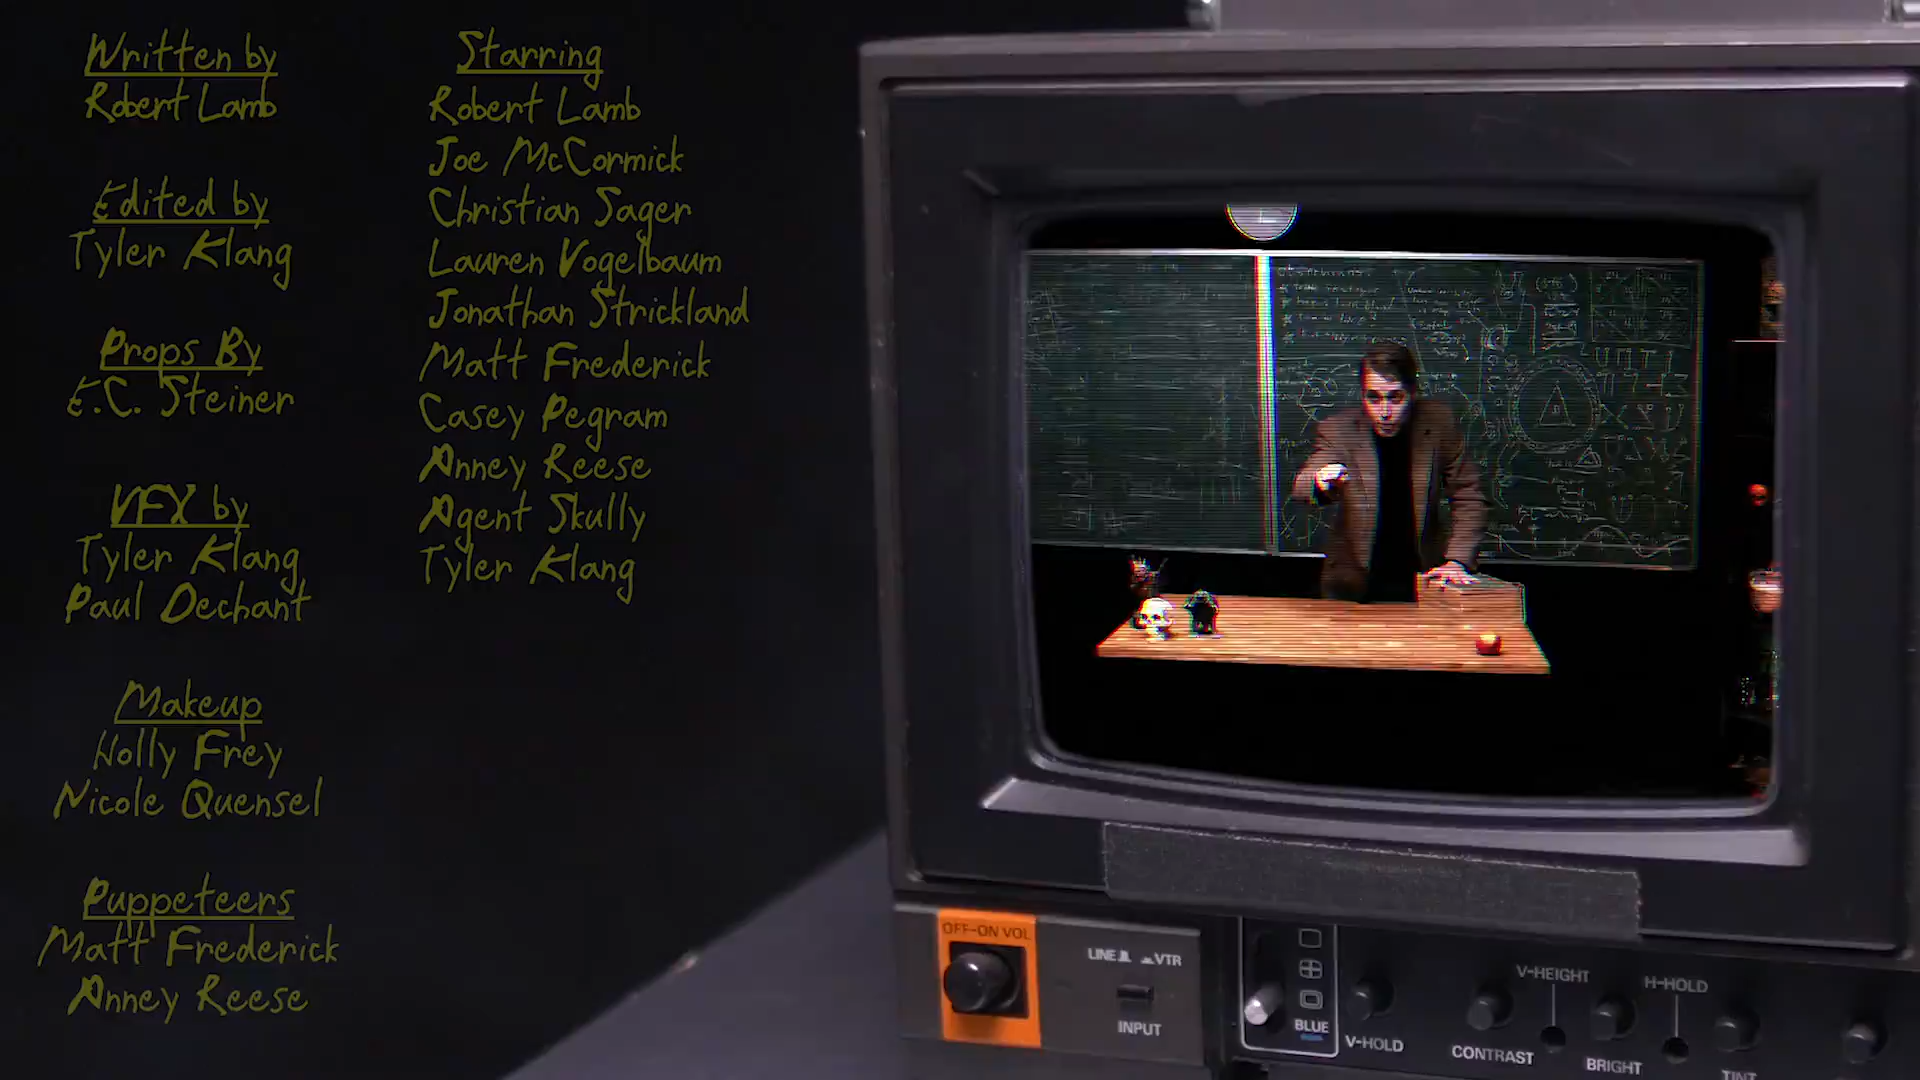 Written by
Robert Lamb
Edited by
Tyler Klang
Props By
E.C. Steiner
VFX by
Tyler Klang
Paul Dechant
Makeup
Holly Frey
Nicole Quensel
Puppeteers
Matt Frederick
Anney Reese
Starring
Robert Lamb
Joe McCormick
Christian Sager
Lauren Vogelbaum
Jonathan Strickland
Matt Frederick
Casey Pegram
Anney Reese
Agent Skully
Tyler Klang
OFF-ON VOL
LINE VTR
INPUT
BLUE
V-HOLD
V-HEIGHT
H-HOLD
CONTRAST
BRIGHT
TINT